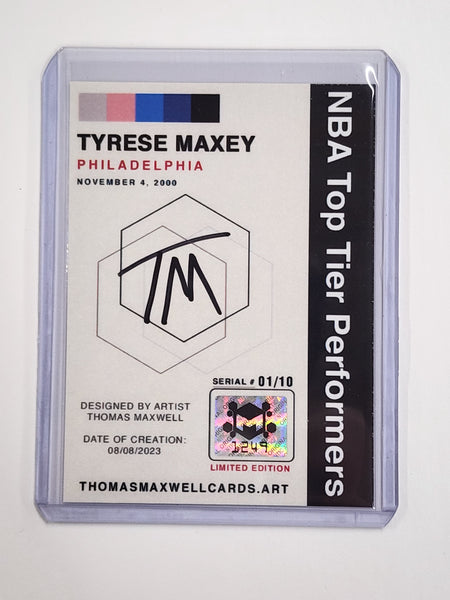 TYRESE MAXEY
PHILADELPHIA
NOVEMBER 4, 2000
NBA Top Tier Performers
TM
SERIAL # 01/10
DESIGNED BY ARTIST
THOMAS MAXWELL
DATE OF CREATION:
08/08/2023
1249
LIMITED EDITION
THOMASMAXWELLCARDS.ART